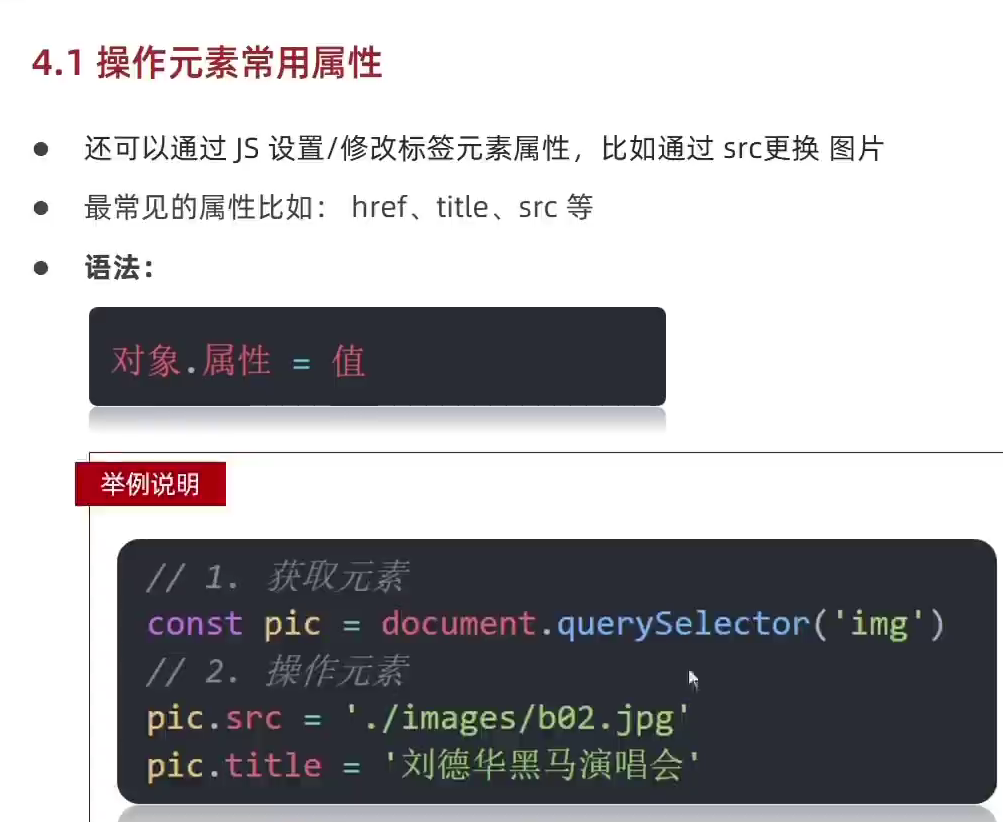 4.1 操作元素常用属性
● 还可以通过 JS 设置/修改标签元素属性，比如通过 src更换 图片
● 最常见的属性比如： href、title、src 等
● 语法：
对象.属性 = 值
举例说明
// 1. 获取元素
const pic = document.querySelector('img')
// 2. 操作元素
pic.src = './images/b02.jpg'
pic.title = '刘德华黑马演唱会'